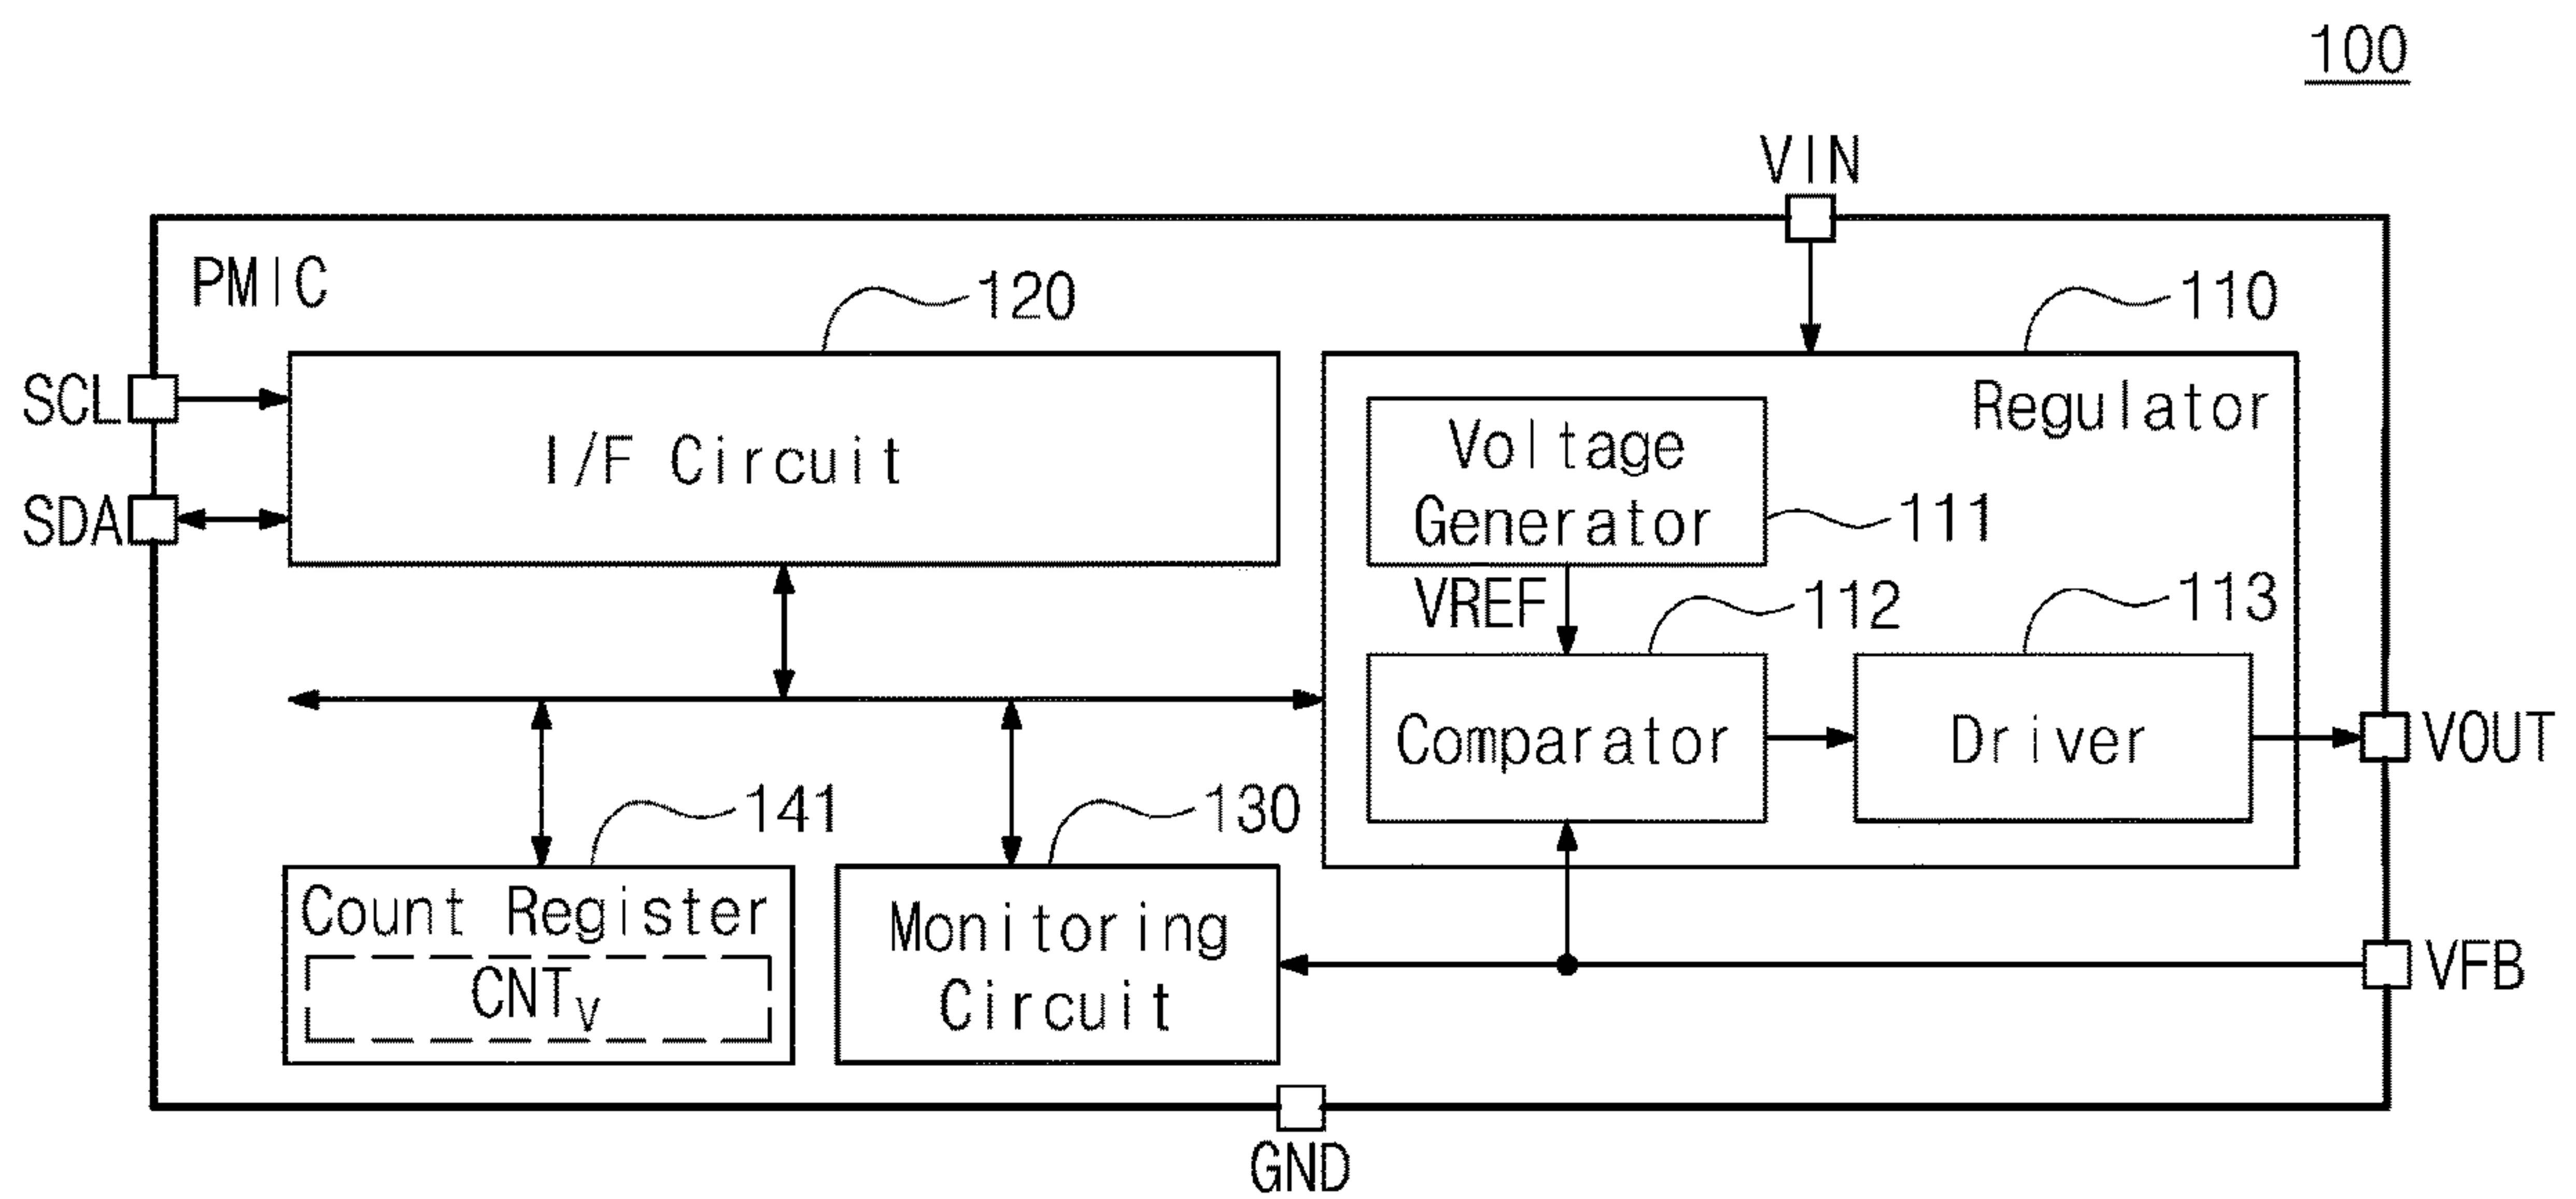 100
VIN
PMIC
120
110
SCL
I/F Circuit
Regulator
Voltage
Generator
111
SDA
VREF
112
113
Comparator
Driver
VOUT
141
130
Count Register
CNTV
Monitoring
Circuit
VFB
GND